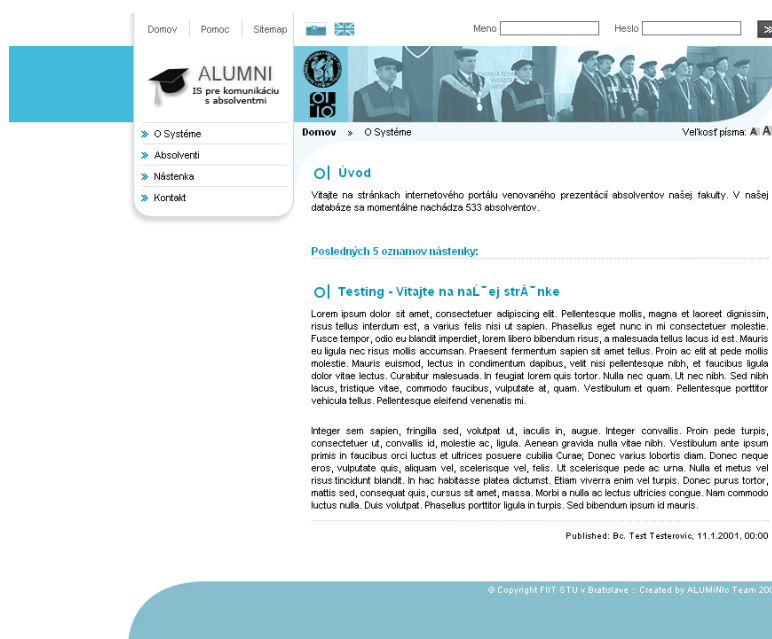 Domov Pomoc Sitemap Meno Heslo
ALUMNI
IS pre komunikáciu
s absolventmi
O Systéme
Absolventi
Nástenka
Kontakt
Domov » O Systéme Veľkosť písma: A A
Úvod
Vitajte na stránkach internetového portálu venovaného prezentácií absolventov našej fakulty. V našej
databáze sa momentálne nachádza 533 absolventov.
Posledných 5 oznamov nástenky:
Testing - Vitajte na naĹˇej strĂˇnke
Lorem ipsum dolor sit amet, consectetuer adipiscing elit. Pellentesque mollis, magna et laoreet dignissim,
risus tellus interdum est, a varius felis nisi ut sapien. Phasellus eget nunc in mi consectetuer molestie.
Fusce tempor, odio eu blandit imperdiet, lorem libero bibendum risus, a malesuada tellus lacus id est. Mauris
eu ligula nec risus mollis accumsan. Praesent fermentum sapien sit amet tellus. Proin ac elit at pede mollis
molestie. Mauris euismod, lectus in condimentum dapibus, velit nisi pellentesque nibh, et faucibus ligula
dolor vitae lectus. Curabitur malesuada. In feugiat lorem quis tortor. Nulla nec quam. Ut nec nibh. Sed nibh
lacus, tristique vitae, commodo faucibus, vulputate at, quam. Vestibulum et quam. Pellentesque porttitor
vehicula tellus. Pellentesque eleifend venenatis mi.
Integer sem sapien, fringilla sed, volutpat ut, iaculis in, augue. Integer convallis. Proin pede turpis,
consectetuer ut, convallis id, molestie ac, ligula. Aenean gravida nulla vitae nibh. Vestibulum ante ipsum
primis in faucibus orci luctus et ultrices posuere cubilia Curae; Donec varius lobortis diam. Donec neque
eros, vulputate quis, aliquam vel, scelerisque vel, felis. Ut scelerisque pede ac urna. Nulla et metus vel
risus tincidunt blandit. In hac habitasse platea dictumst. Etiam viverra enim vel turpis. Donec purus tortor,
mattis sed, consequat quis, cursus sit amet, massa. Morbi a nulla ac lectus ultricies congue. Nam commodo
luctus nulla. Duis volutpat. Phasellus porttitor ligula in turpis. Sed bibendum ipsum id mauris.
Published: Bc. Test Testerovic, 11.1.2001, 00:00
© Copyright FIIT STU v Bratislave :: Created by ALUMiNIc Team